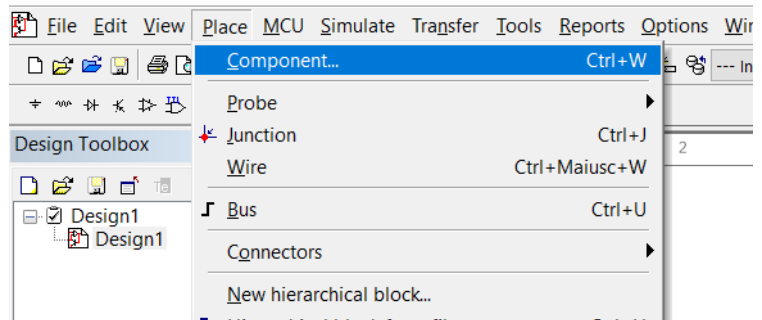 File Edit View Place MCU Simulate Transfer Tools Reports Options
Component... Ctrl+W
--- In
Probe
Junction Ctrl+J
Design Toolbox
2
Wire Ctrl+Maiusc+W
Bus Ctrl+U
Design1
Design1
Connectors
New hierarchical block...